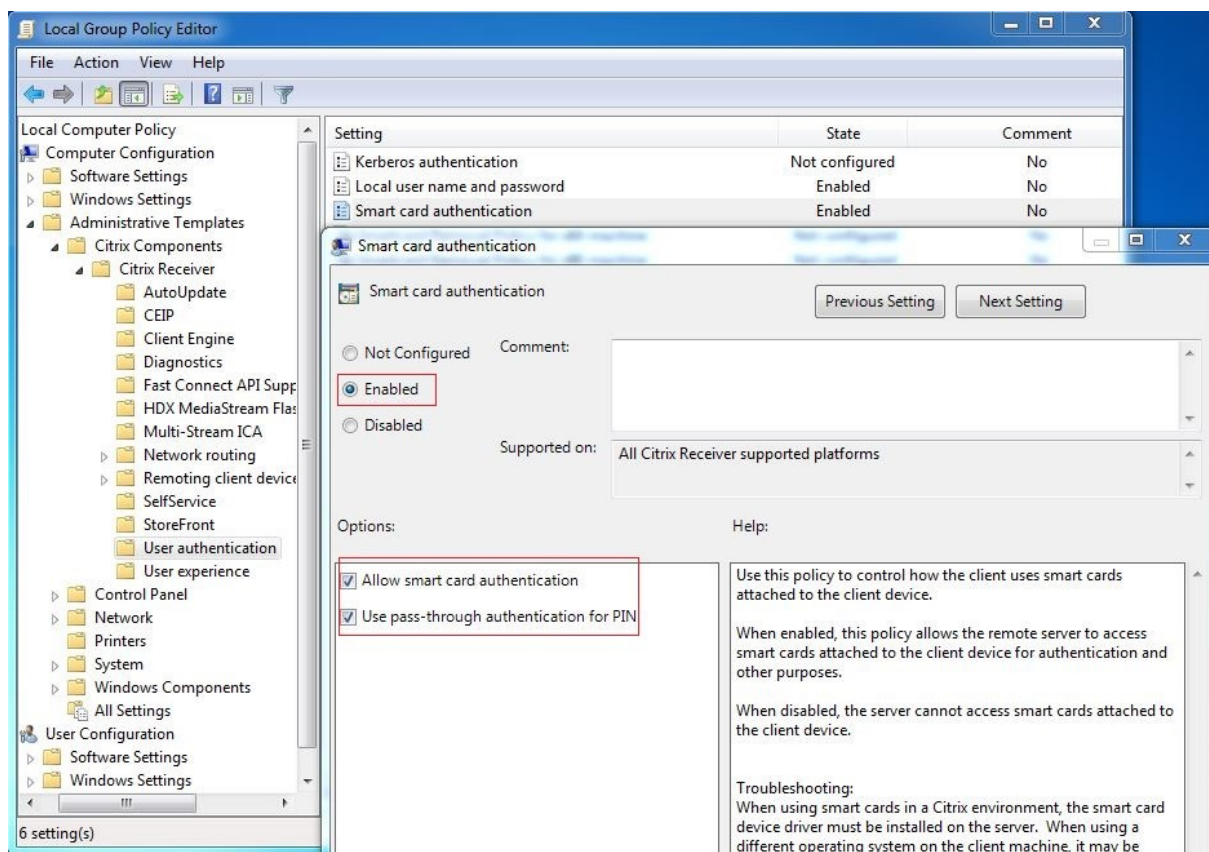 Local Group Policy Editor
File Action View Help
Local Computer Policy
Computer Configuration
Software Settings
Windows Settings
Administrative Templates
Citrix Components
Citrix Receiver
AutoUpdate
CEIP
Client Engine
Diagnostics
Fast Connect API Supp
HDX MediaStream Flas
Multi-Stream ICA
Network routing
Remoting client device
SelfService
StoreFront
User authentication
User experience
Control Panel
Network
Printers
System
Windows Components
All Settings
User Configuration
Software Settings
Windows Settings
6 setting(s)
Setting State Comment
Kerberos authentication Not configured No
Local user name and password Enabled No
Smart card authentication Enabled No
Smart card authentication
Smart card authentication
Previous Setting Next Setting
Not Configured
Enabled
Disabled
Comment:
Supported on: All Citrix Receiver supported platforms
Options:
Allow smart card authentication
Use pass-through authentication for PIN
Help:
Use this policy to control how the client uses smart cards
attached to the client device.
When enabled, this policy allows the remote server to access
smart cards attached to the client device for authentication and
other purposes.
When disabled, the server cannot access smart cards attached to
the client device.
Troubleshooting:
When using smart cards in a Citrix environment, the smart card
device driver must be installed on the server. When using a
different operating system on the client machine, it may be